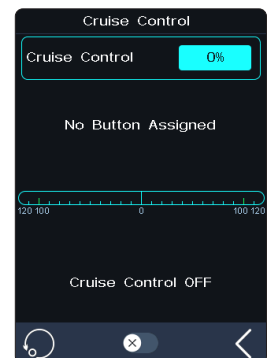 Cruise Control
Cruise Control 0%
No Button Assigned
120 100 0 100 120
Cruise Control OFF